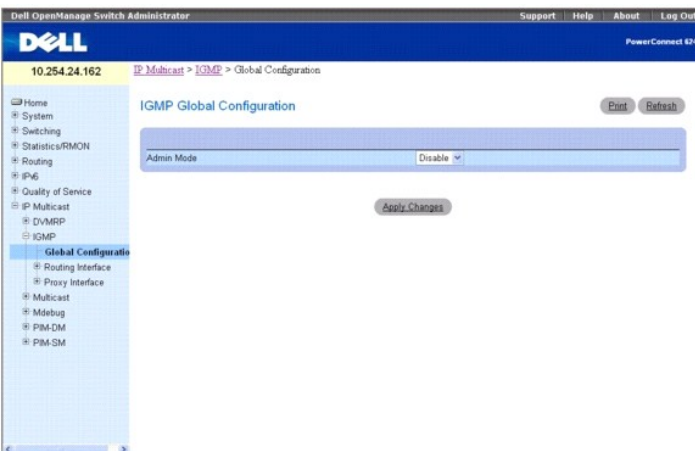 Dell OpenManage Switch Administrator Support Help About Log Out
DELL
PowerConnect 624
10.254.24.162
IP Multicast > IGMP > Global Configuration
Home
System
Switching
Statistics/RMON
Routing
IPv6
Quality of Service
IP Multicast
DVMRP
IGMP
Global Configuratio
Routing Interface
Proxy Interface
Multicast
Mdebug
PIM-DM
PIM-SM
IGMP Global Configuration
Print Refresh
Admin Mode Disable
Apply Changes